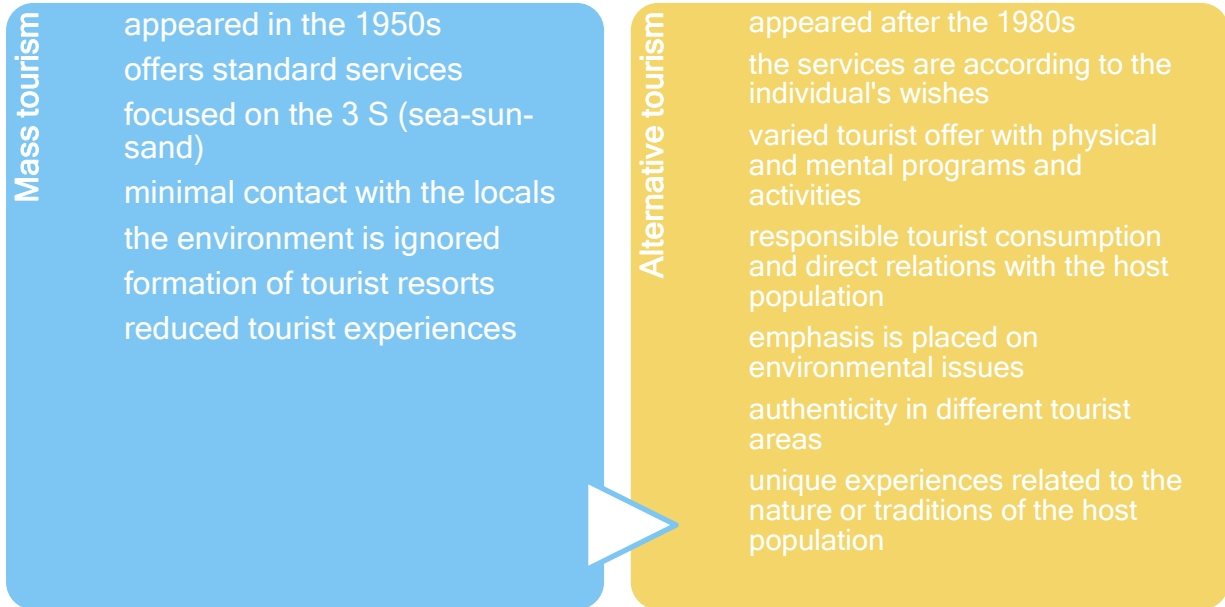 Mass tourism
appeared in the 1950s
offers standard services
focused on the 3 S (sea-sun-
sand)
minimal contact with the locals
the environment is ignored
formation of tourist resorts
reduced tourist experiences
Alternative tourism
appeared after the 1980s
the services are according to the
individual's wishes
varied tourist offer with physical
and mental programs and
activities
responsible tourist consumption
and direct relations with the host
population
emphasis is placed on
environmental issues
authenticity in different tourist
areas
unique experiences related to the
nature or traditions of the host
population